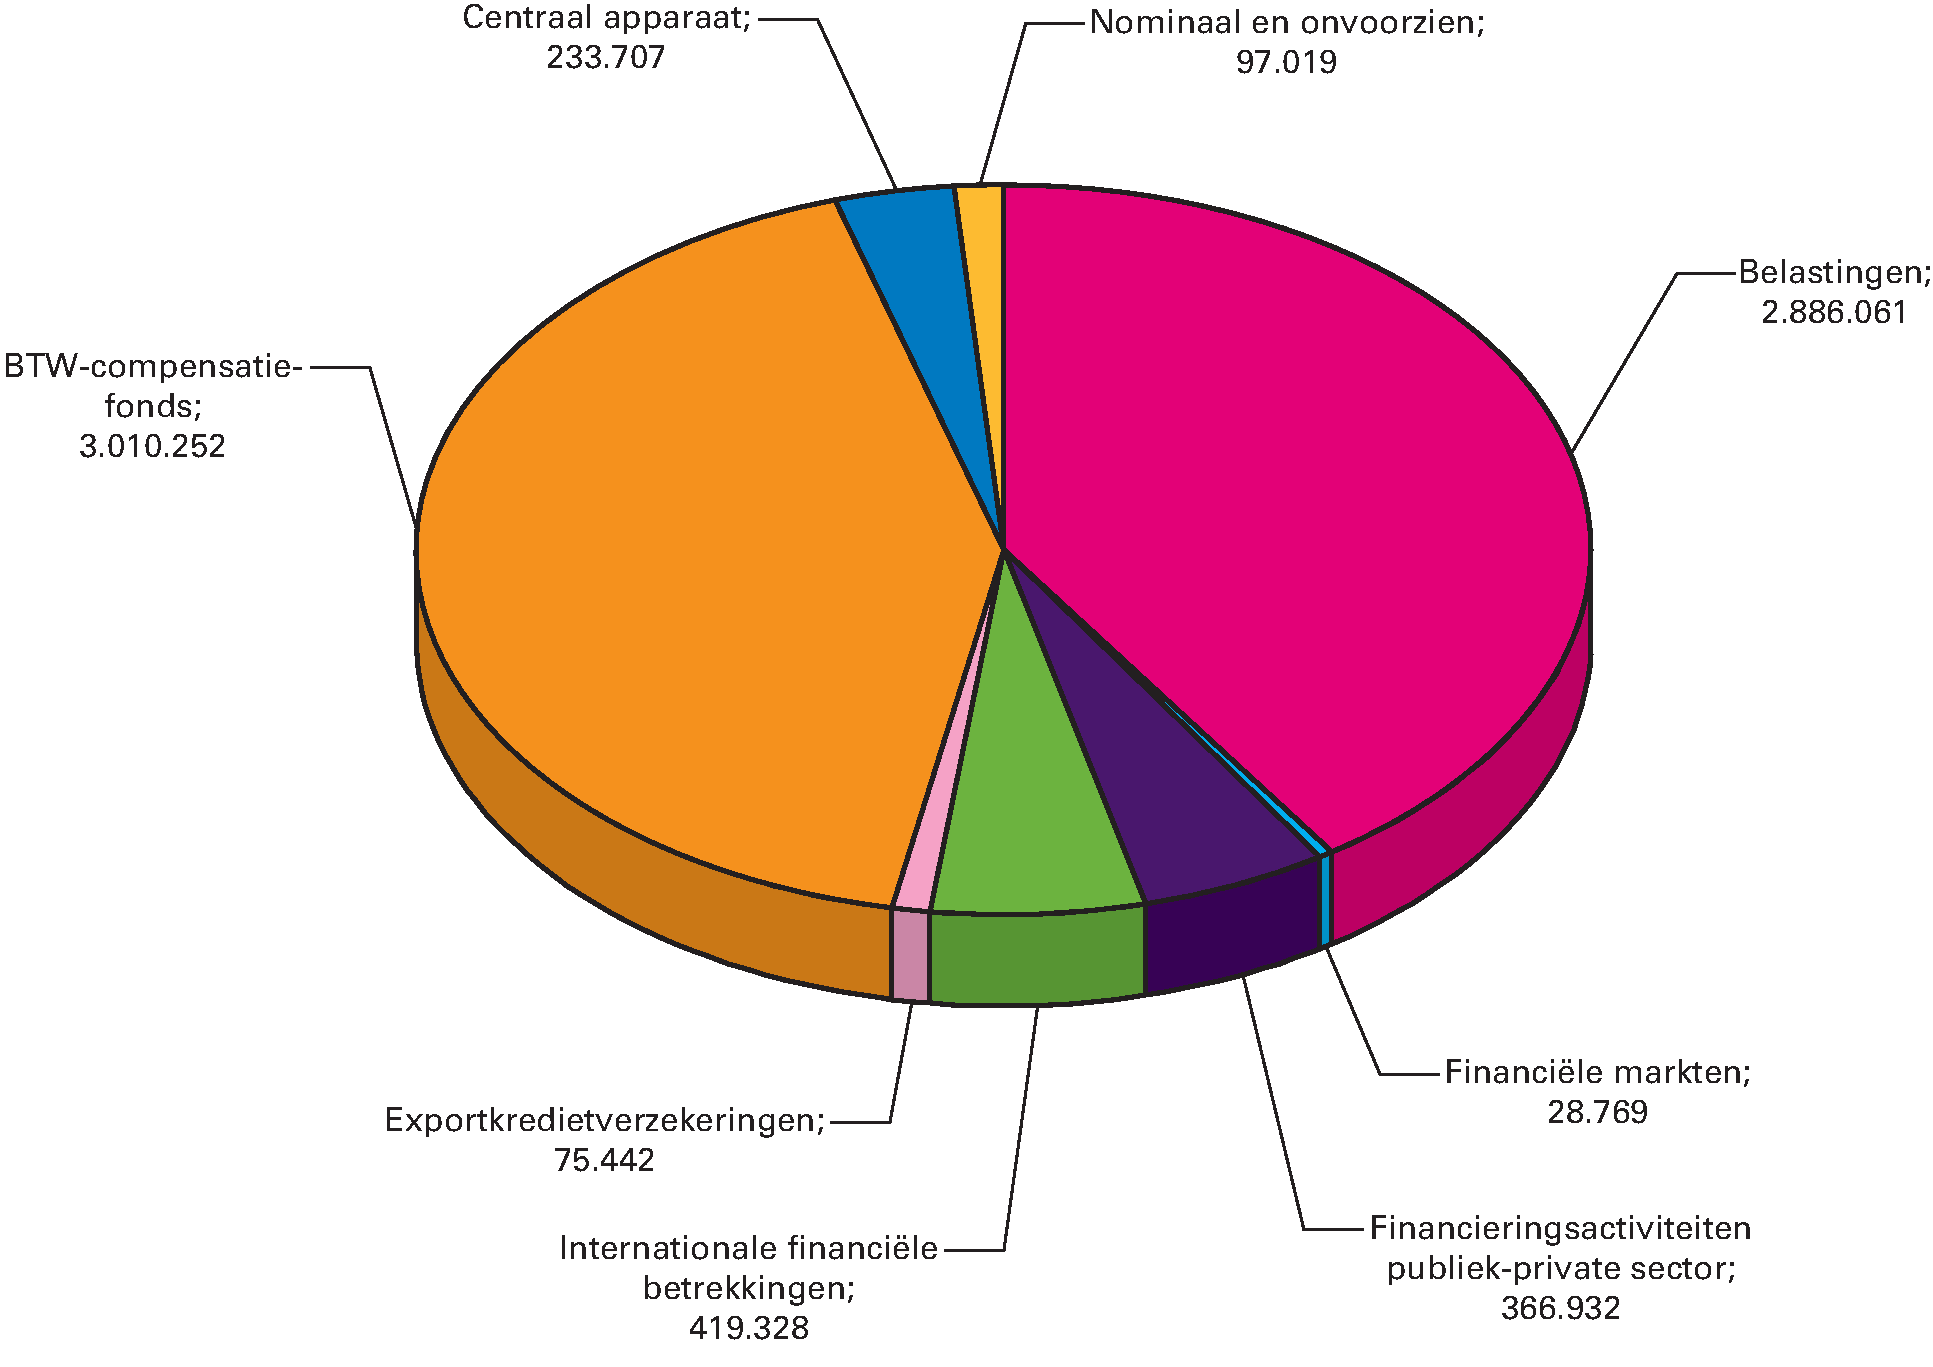 Centraal apparaat;
233.707
Nominaal en onvoorzien;
97.019
Belastingen;
2.886.061
BTW-compensatie-
fonds;
3.010.252
Financiële markten;
28.769
Exportkredietverzekeringen;
75.442
Financieringsactiviteiten
publiek-private sector;
366.932
Internationale financiële
betrekkingen;
419.328